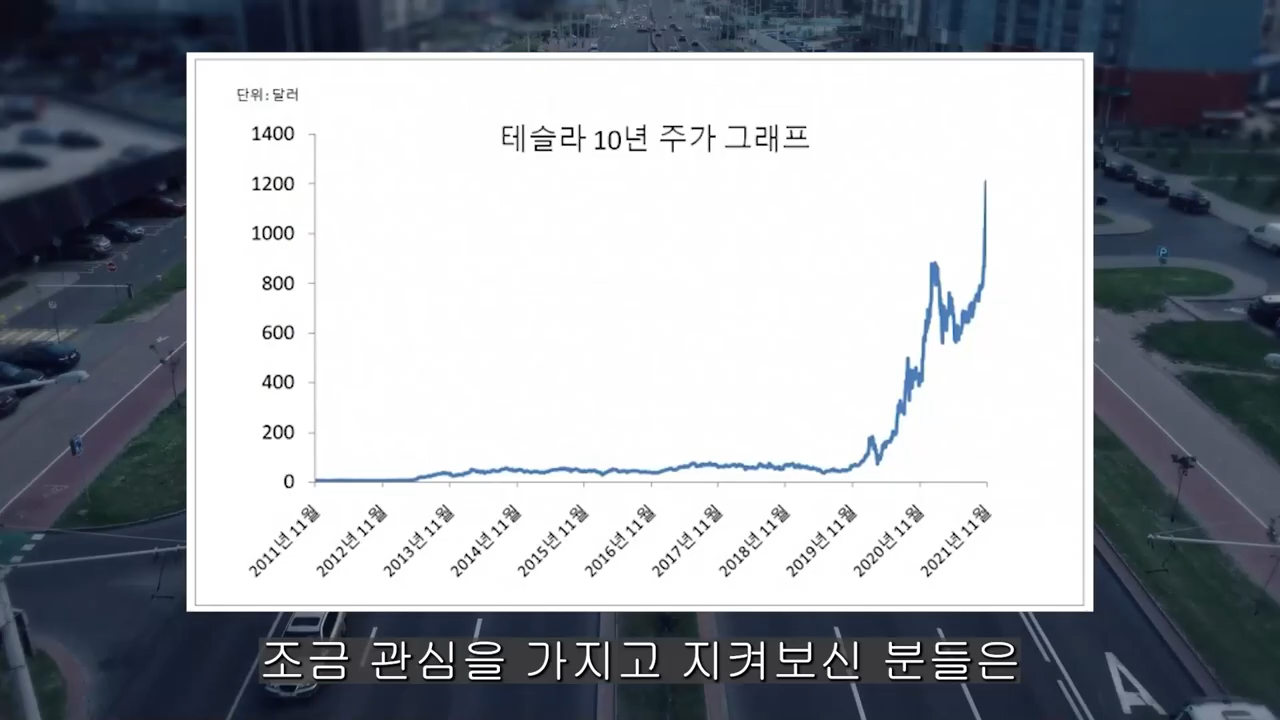 단위:달러
테슬라 10년 주가 그래프
1400
1200
1000
800
600
400
200
0
2011년 11월
2012년 11월
2013년 11월
2014년 11월
2015년 11월
2016년 11월
2017년 11월
2018년 11월
2019년 11월
2020년 11월
2021년 11월
P
조금 관심을 가지고 지켜보신 분들은
A